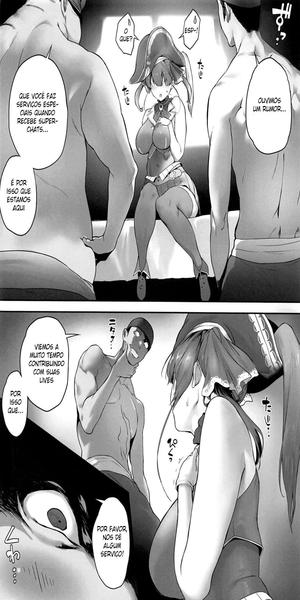 ESP-!
O QUE?
OUVIMOS
UM RUMOR...
QUE VOCÊ FAZ
SERVICOS ESPE-
CIAIS QUANDO
RECEBE
SUPER-
CHATS...
E POR
ISSO QUE
ESTAMOS
AQUI
VIEMOS A
MUITO TEMPO
CONTRIBUINDO
COM SUAS
LIVES
POR
ISSO QUE...
POR FAVOR,
NOS DÊ
ALGUM
SERVIÇO!